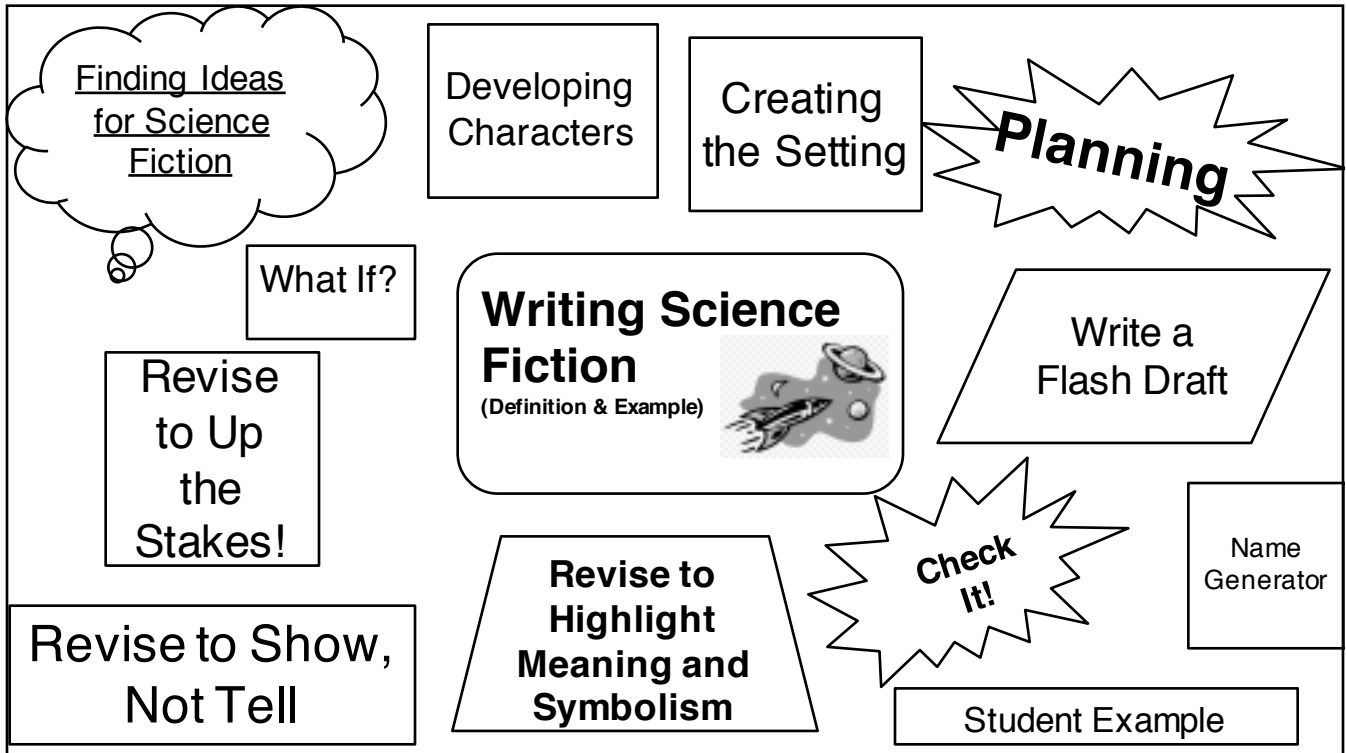 Finding Ideas
for Science
Fiction
Developing
Characters
Creating
the Setting
Planning
What If?
Writing Science
Fiction
(Definition & Example)
Write a
Flash Draft
Revise
to Up
the
Stakes!
Check
It!
Name
Generator
Revise to Show,
Not Tell
Revise to
Highlight
Meaning and
Symbolism
Student Example